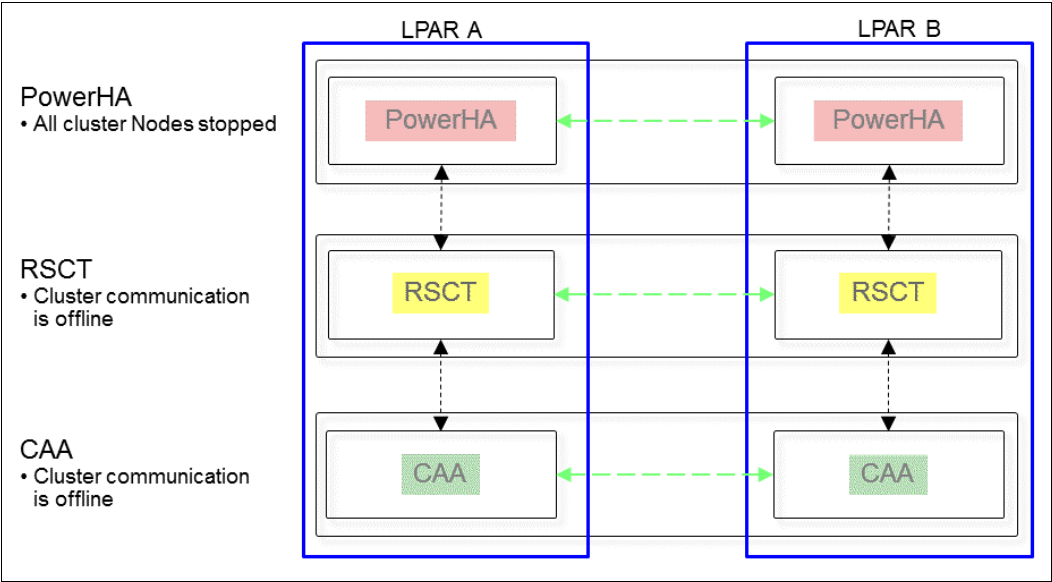 LPAR A
LPAR B
PowerHA
• All cluster Nodes stopped
PowerHA
PowerHA
RSCT
• Cluster communication
is offline
RSCT
RSCT
CAA
• Cluster communication
is offline
CAA
CAA